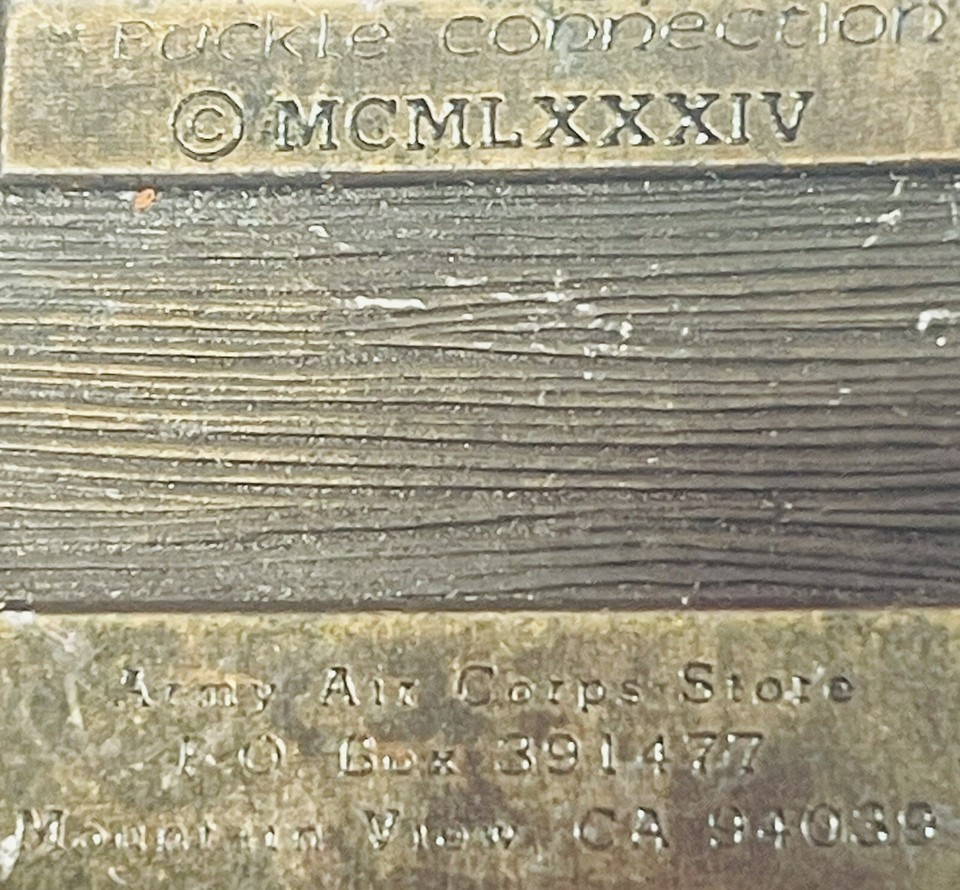 Buckle connection
©MCMLXXXIV
Army Air Corps Store
P O Box 391477
Mountain View, CA 94039